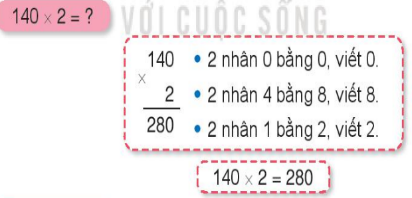 140 × 2 = ?
VỚI CUỘC SỐNG
140
×
2
280
• 2 nhân 0 bằng 0, viết 0.
• 2 nhân 4 bằng 8, viết 8.
• 2 nhân 1 bằng 2, viết 2.
140 × 2 = 280